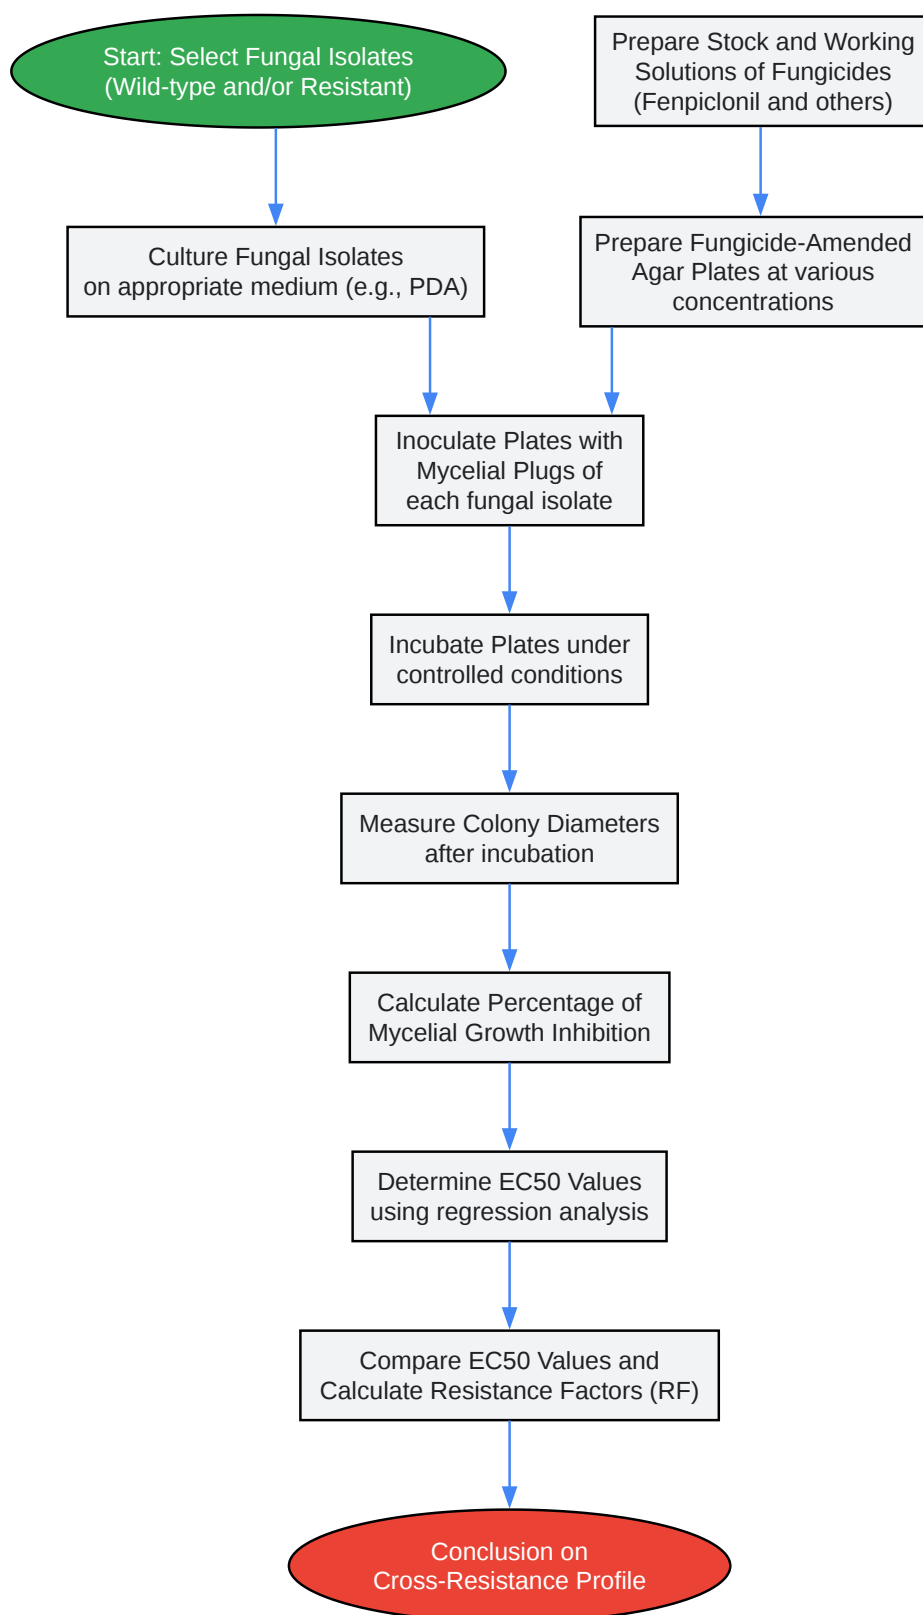 Start: Select Fungal Isolates
(Wild-type and/or Resistant)
Prepare Stock and Working
Solutions of Fungicides
(Fenpiclonil and others)
Culture Fungal Isolates
on appropriate medium (e.g., PDA)
Prepare Fungicide-Amended
Agar Plates at various
concentrations
Inoculate Plates with
Mycelial Plugs of
each fungal isolate
Incubate Plates under
controlled conditions
Measure Colony Diameters
after incubation
Calculate Percentage of
Mycelial Growth Inhibition
Determine EC50 Values
using regression analysis
Compare EC50 Values and
Calculate Resistance Factors (RF)
Conclusion on
Cross-Resistance Profile